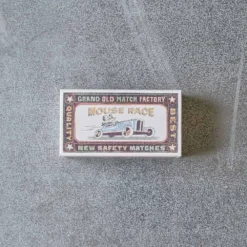 GRAND OLD MATCH FACTORY
MOUSE RACE
QUALITY
BEST
NEW SAFETY MATCHES